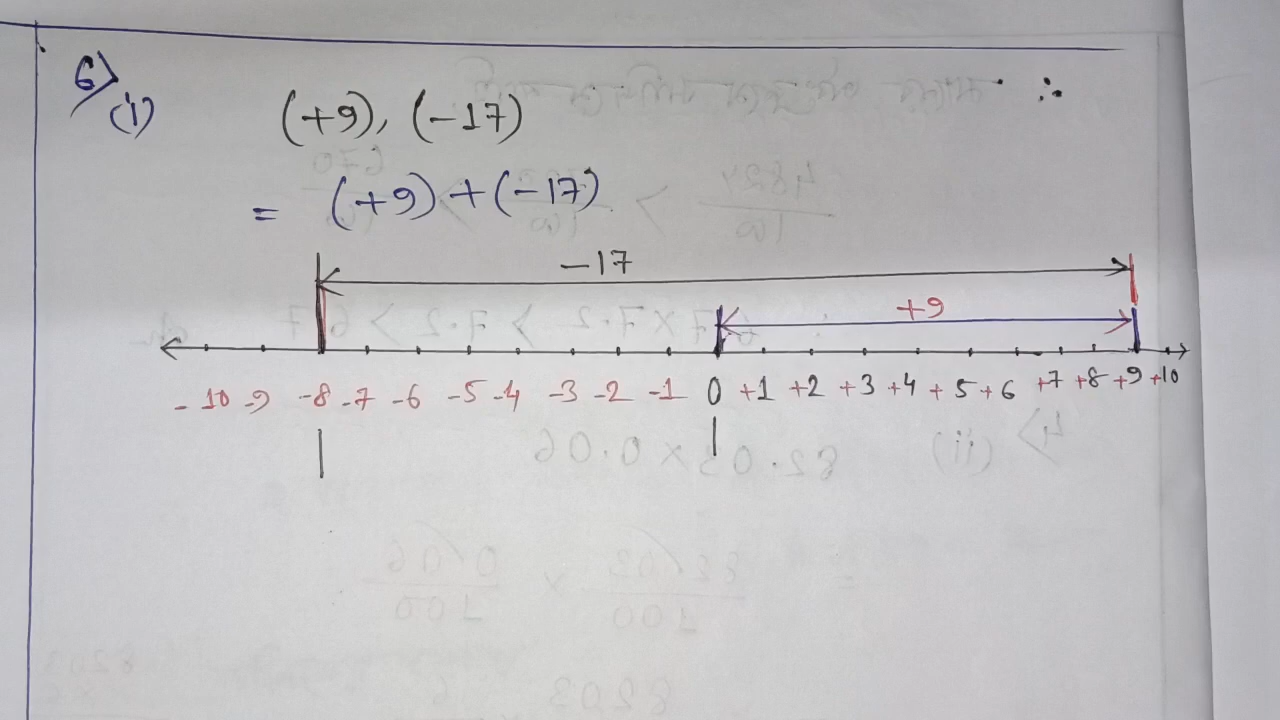 6>
(i) (+9), (-17)
= (+9)+(-17)
-17
+9
-10 -9 -8 -7 -6 -5 -4 -3 -2 -1 0 +1 +2 +3 +4 +5 +6 +7 +8 +9 +10